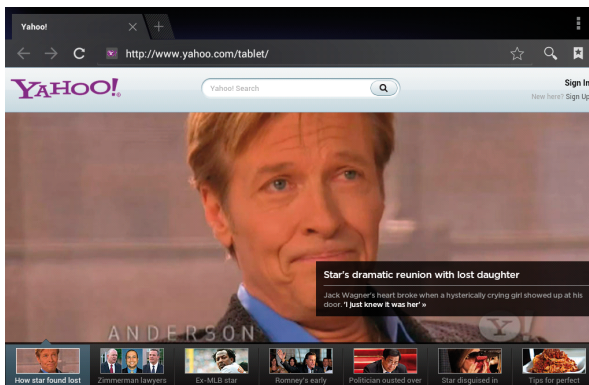 Yahoo!
http://www.yahoo.com/tablet/
YAHOO!
Yahoo! Search
Sign In
New here? Sign Up
Star's dramatic reunion with lost daughter
Jack Wagner's heart broke when a hysterically crying girl showed up at his
door. 'I just knew it was her' »
ANDERSON
Y!
How star found lost
Zimmerman lawyers
Ex-MLB star
Romney's early
Politician ousted over
Star disguised in
Tips for perfect